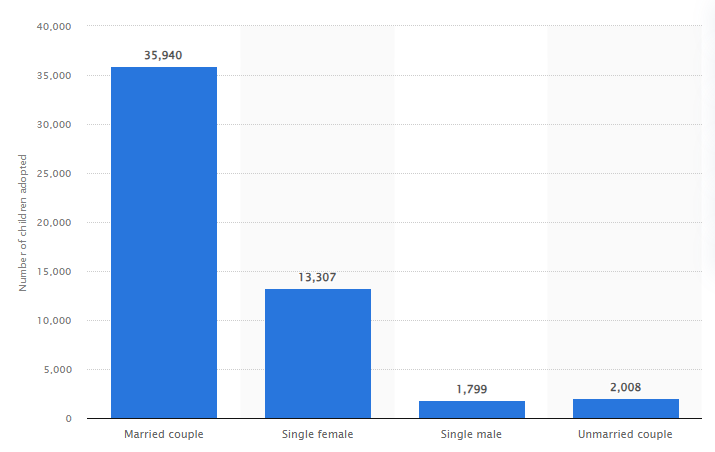 Number of children adopted
40,000
35,000
30,000
25,000
20,000
15,000
10,000
5,000
0
35,940
13,307
1,799
2,008
Married couple
Single female
Single male
Unmarried couple